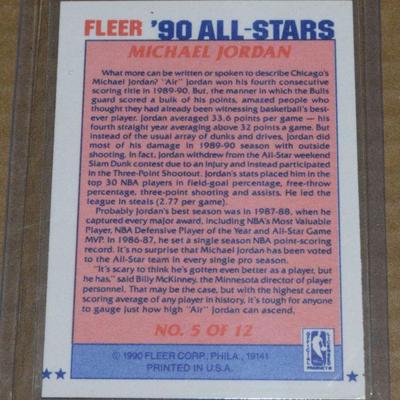 FLEER '90 ALL-STARS
MICHAEL JORDAN
What more can be written or spoken to describe Chicago's
Michael Jordan? "Air" Jordan won his fourth consecutive
scoring title in 1989-90. But, the manner in which the Bulls
guard scored a bulk of his points, amazed people who
thought they had already been witnessing basketball's best-
ever player. Jordan averaged 33.6 points per game — his
fourth straight year averaging above 32 points a game. But
instead of the usual array of dunks and drives, Jordan did
most of his damage in 1989-90 season with outside
shooting. In fact, Jordan withdrew from the All-Star weekend
Slam Dunk contest due to an injury and instead participated
in the Three-Point Shootout. Jordan's stats placed him in the
top 30 NBA players in field-goal percentage, free-throw
percentage, three-point shooting and assists. He led the
league in steals (2.77 per game).
Probably Jordan's best season was in 1987-88, when he
captured every major award, including NBA's Most Valuable
Player, NBA Defensive Player of the Year and All-Star Game
MVP. In 1986-87, he set a single season NBA point-scoring
record. It's no surprise that Michael Jordan has been voted
to the All-Star team in every single pro season.
"It's scary to think he's gotten even better as a player, but
he has," said Billy McKinney, the Minnesota director of player
personnel. That may be the case, but with the highest career
scoring average of any player in history, it's tough for anyone
to gauge just how high "Air" Jordan can ascend.
NO. 5 OF 12
© 1990 FLEER CORP., PHILA., 19141
PRINTED IN U.S.A.
NBA